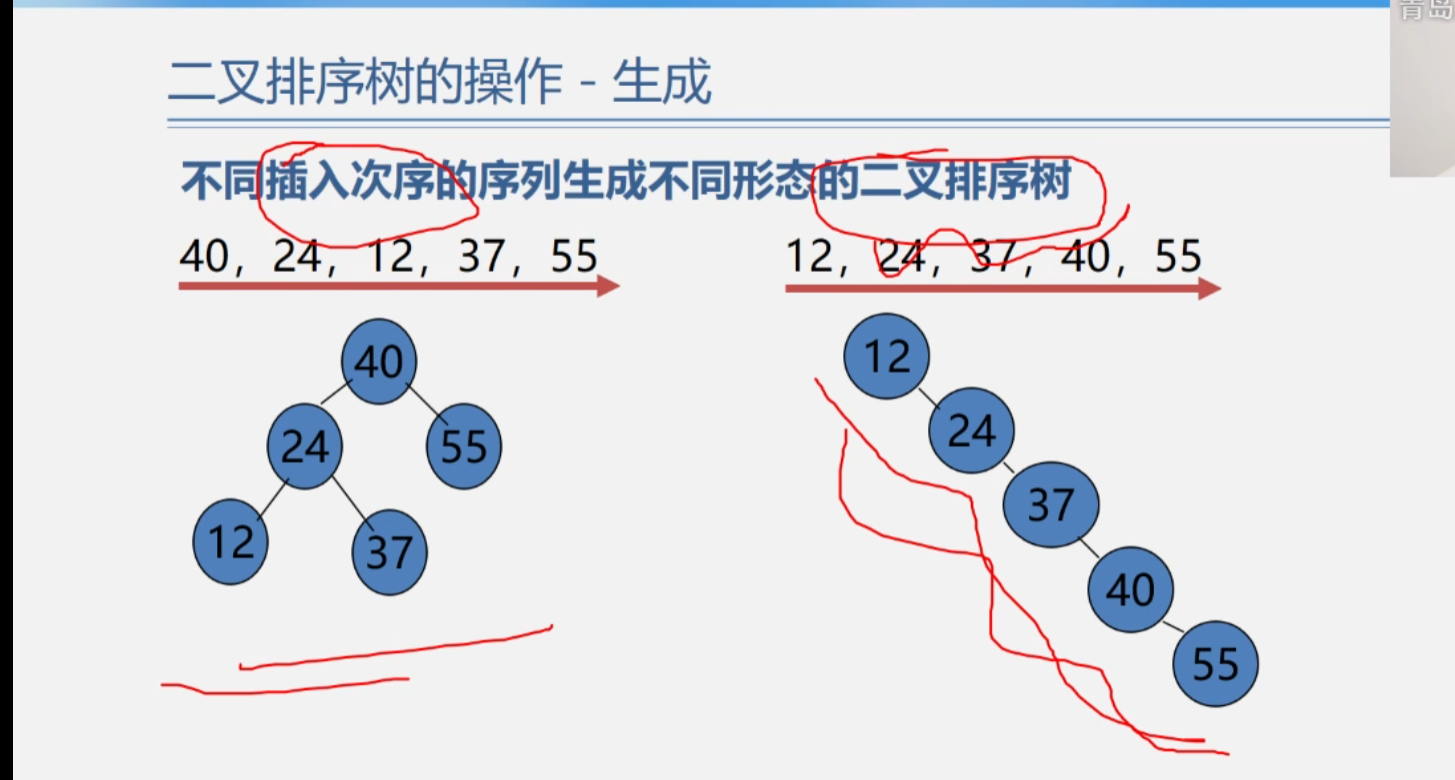 青岛
二叉排序树的操作 - 生成
不同插入次序的序列生成不同形态的二叉排序树
40, 24, 12, 37, 55
12, 24, 37, 40, 55
40
24
55
12
37
12
24
37
40
55